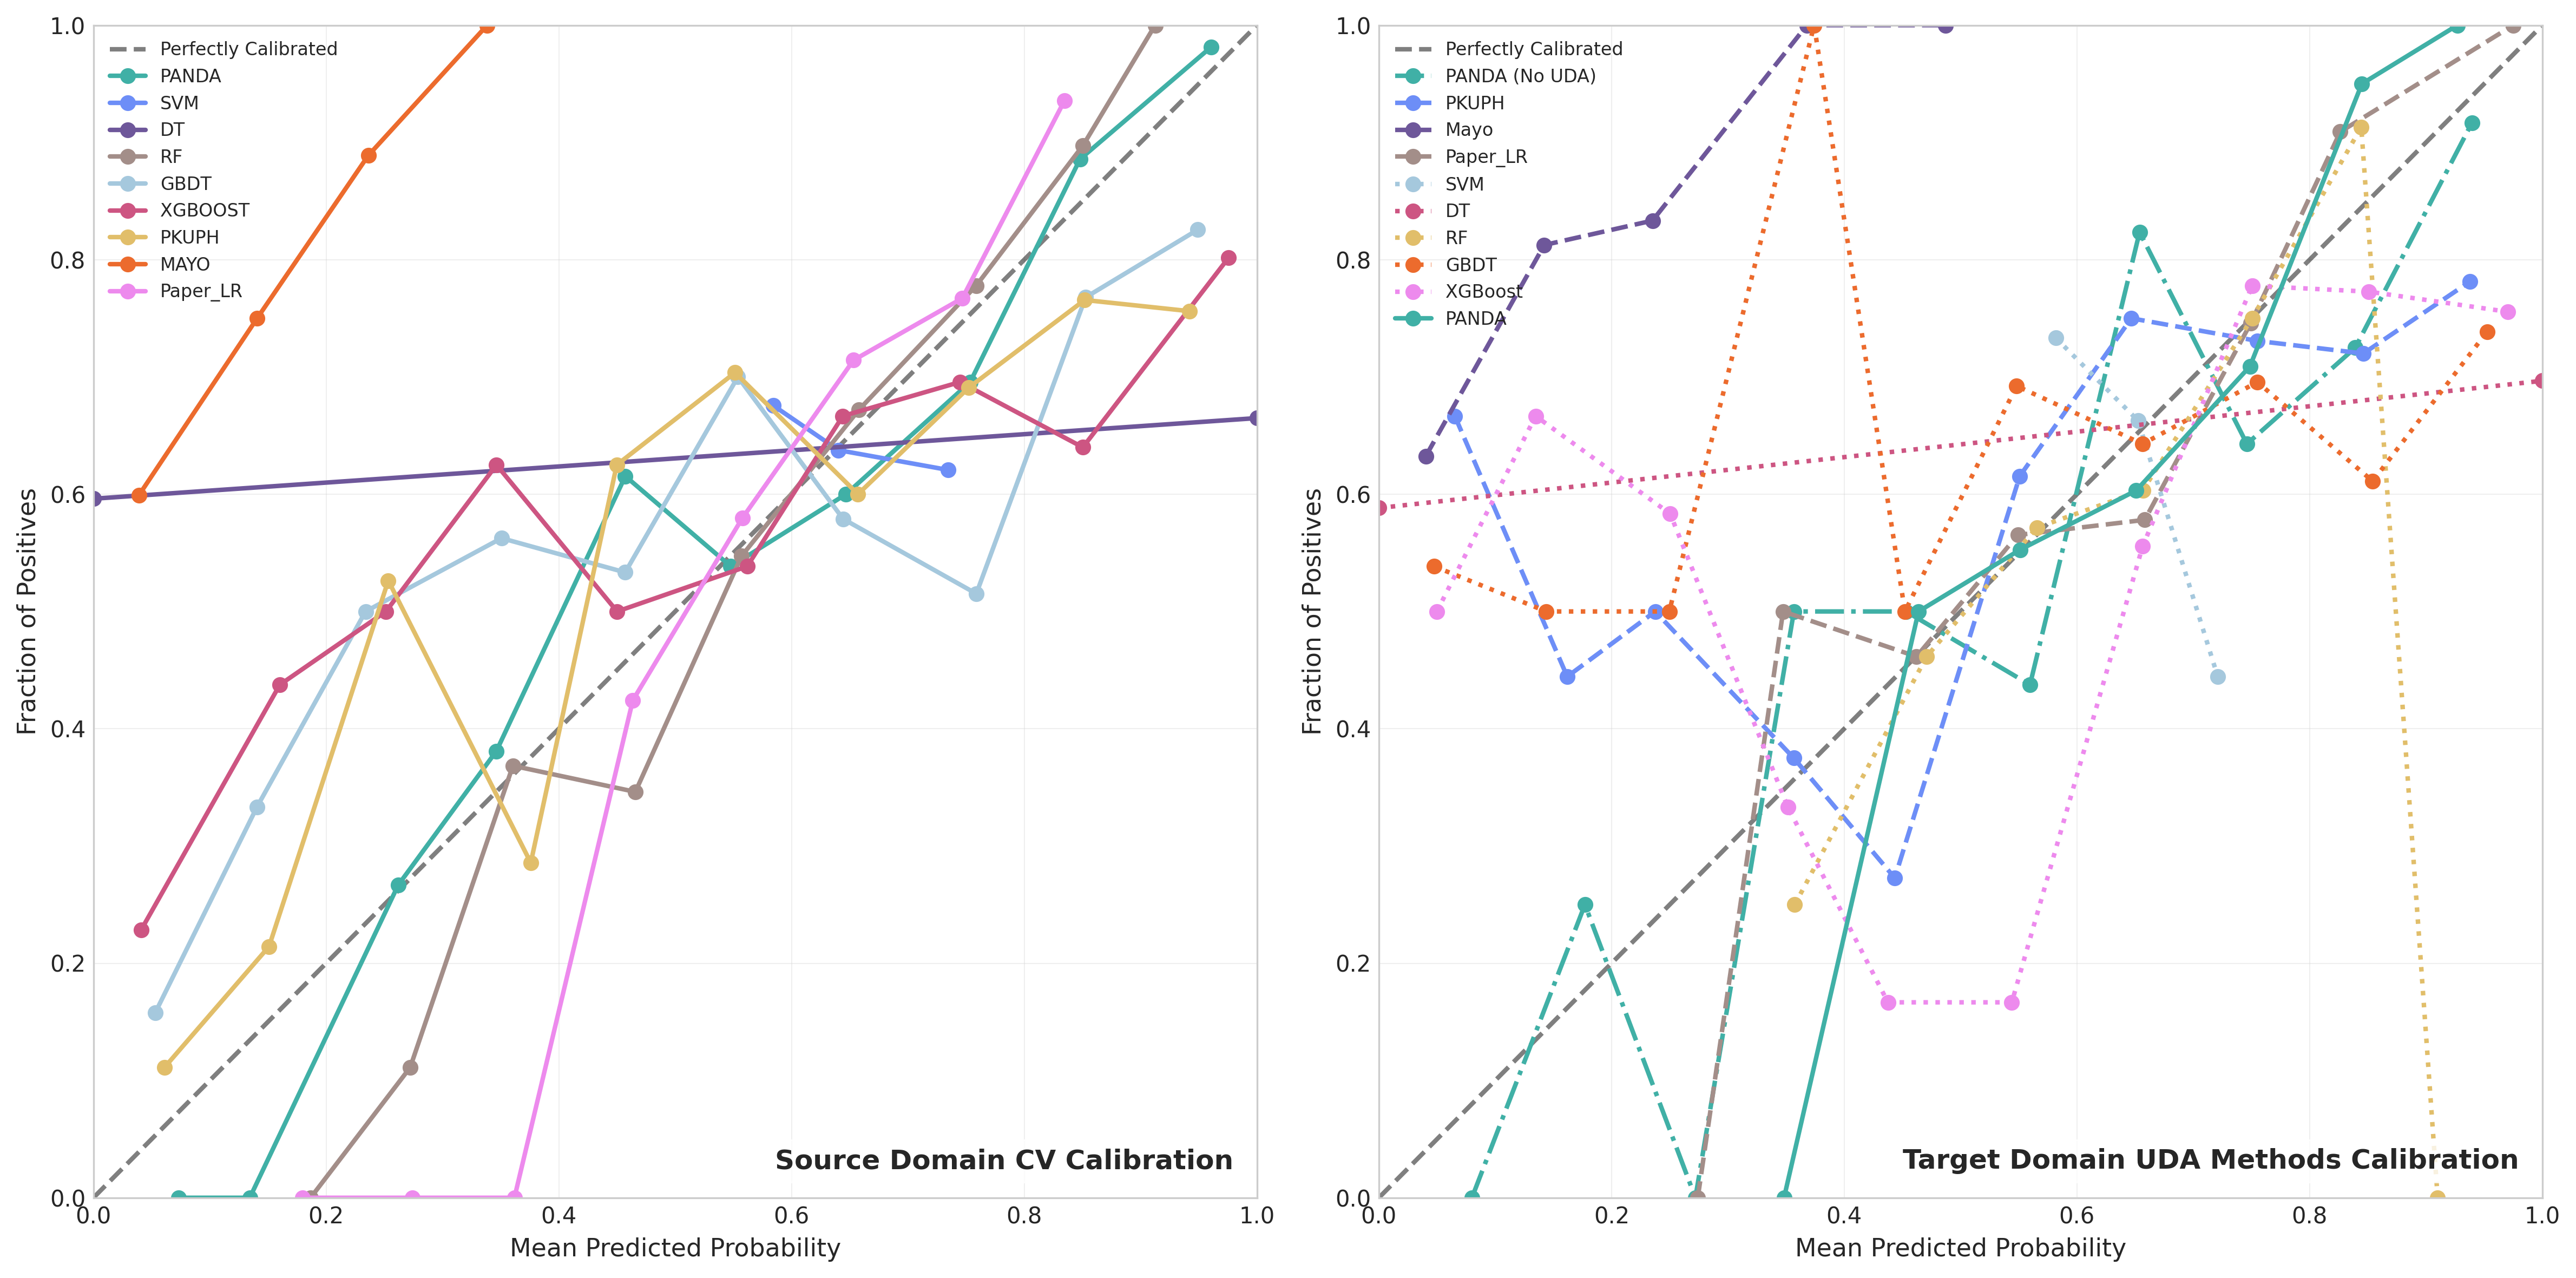 1.0
0.8
0.6
0.4
0.2
0.0
Fraction of Positives
Perfectly Calibrated
PANDA
SVM
DT
RF
GBDT
XGBOOST
PKUPH
MAYO
Paper_LR
Source Domain CV Calibration
0.0 0.2 0.4 0.6 0.8 1.0
Mean Predicted Probability
1.0
0.8
0.6
0.4
0.2
0.0
Fraction of Positives
Perfectly Calibrated
PANDA (No UDA)
PKUPH
Mayo
Paper_LR
SVM
DT
RF
GBDT
XGBoost
PANDA
Target Domain UDA Methods Calibration
0.0 0.2 0.4 0.6 0.8 1.0
Mean Predicted Probability